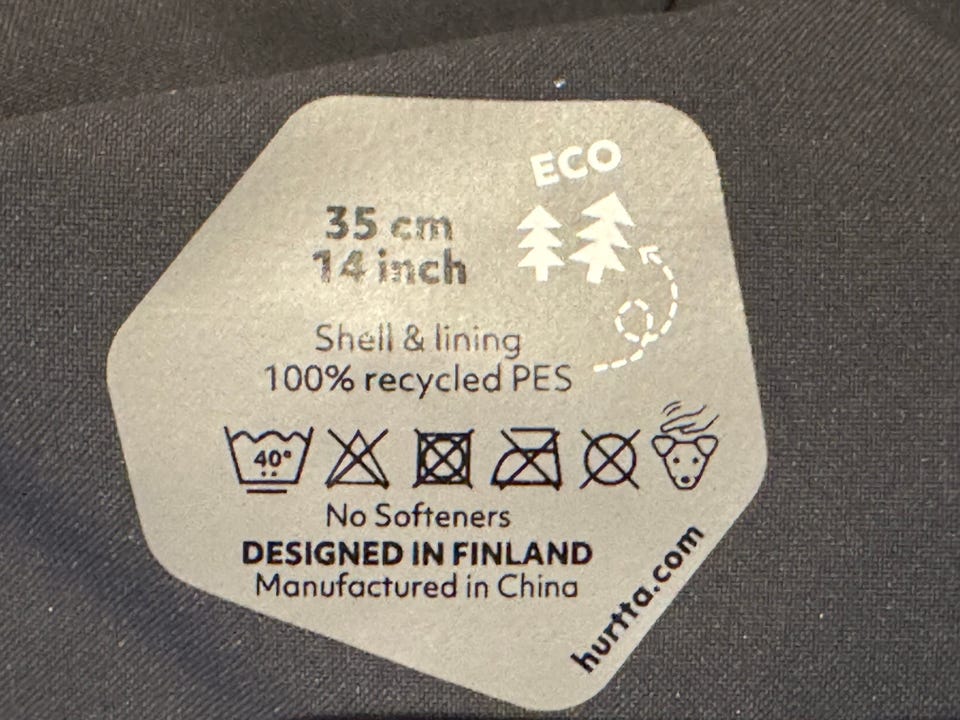 ECO
35 cm
14 inch
Shell & lining
100% recycled PES
40°
No Softeners
DESIGNED IN FINLAND
Manufactured in China
hurtta.com